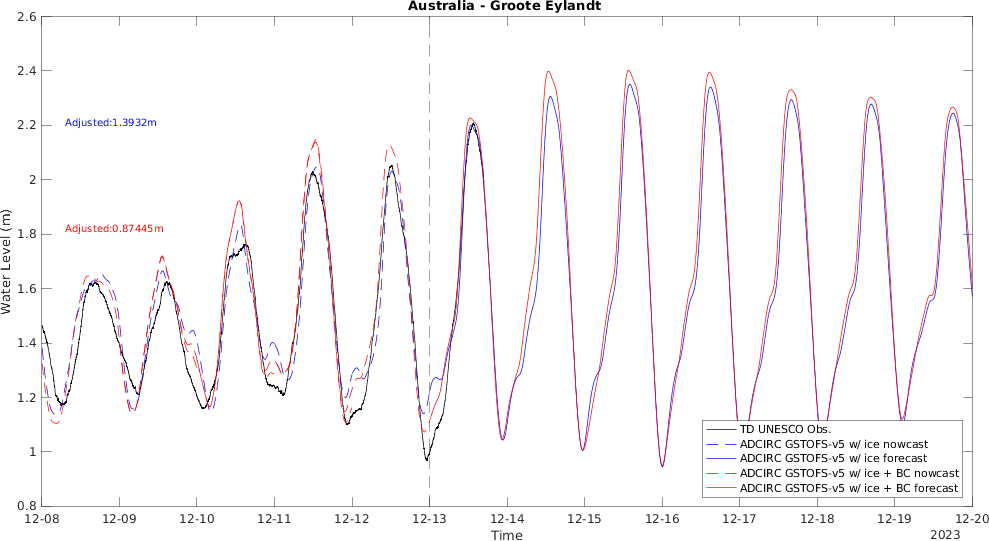 Australia - Groote Eylandt
2.6
2.4
2.2
2
1.8
1.6
1.4
1.2
1
0.8
Water Level (m)
Adjusted:1.3932m
Adjusted:0.87445m
TD UNESCO Obs.
ADCIRC GSTOFS-v5 w/ ice nowcast
ADCIRC GSTOFS-v5 w/ ice forecast
ADCIRC GSTOFS-v5 w/ ice + BC nowcast
ADCIRC GSTOFS-v5 w/ ice + BC forecast
12-08 12-09 12-10 12-11 12-12 12-13 12-14 12-15 12-16 12-17 12-18 12-19 12-20
Time
2023